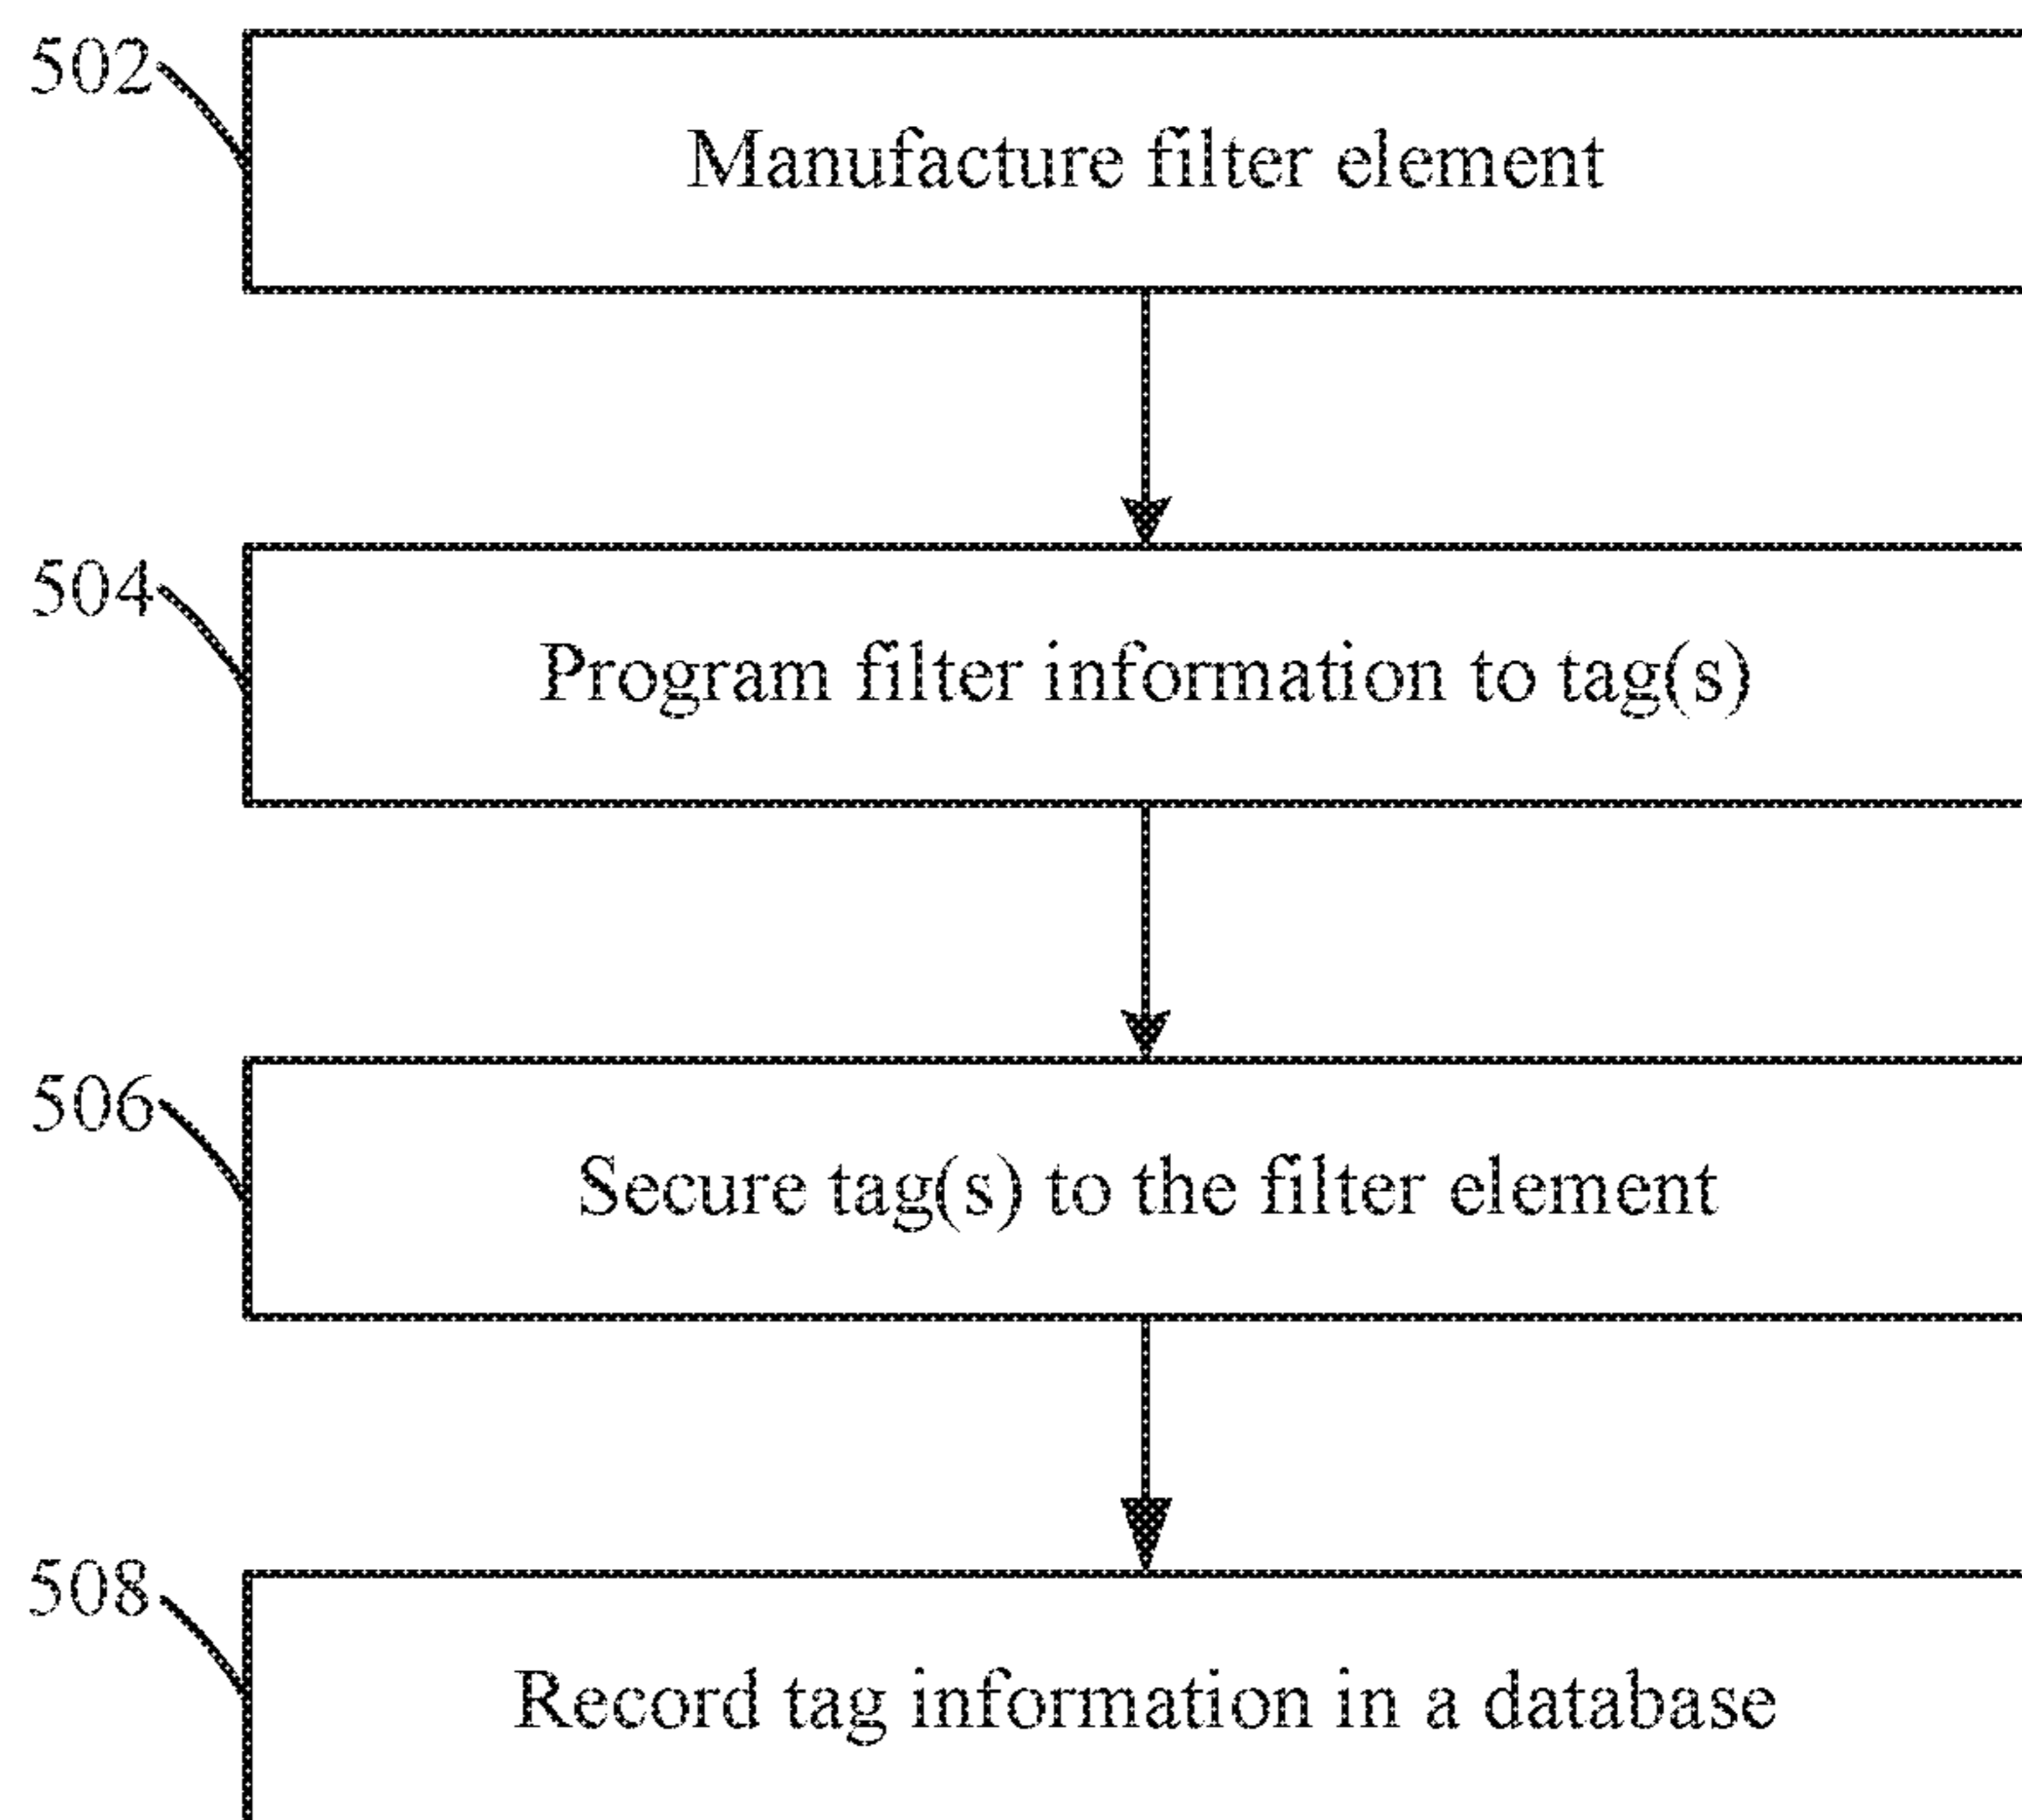 502
Manufacture filter element
504
Program filter information to tag(s)
506
Secure tag(s) to the filter element
508
Record tag information in a database